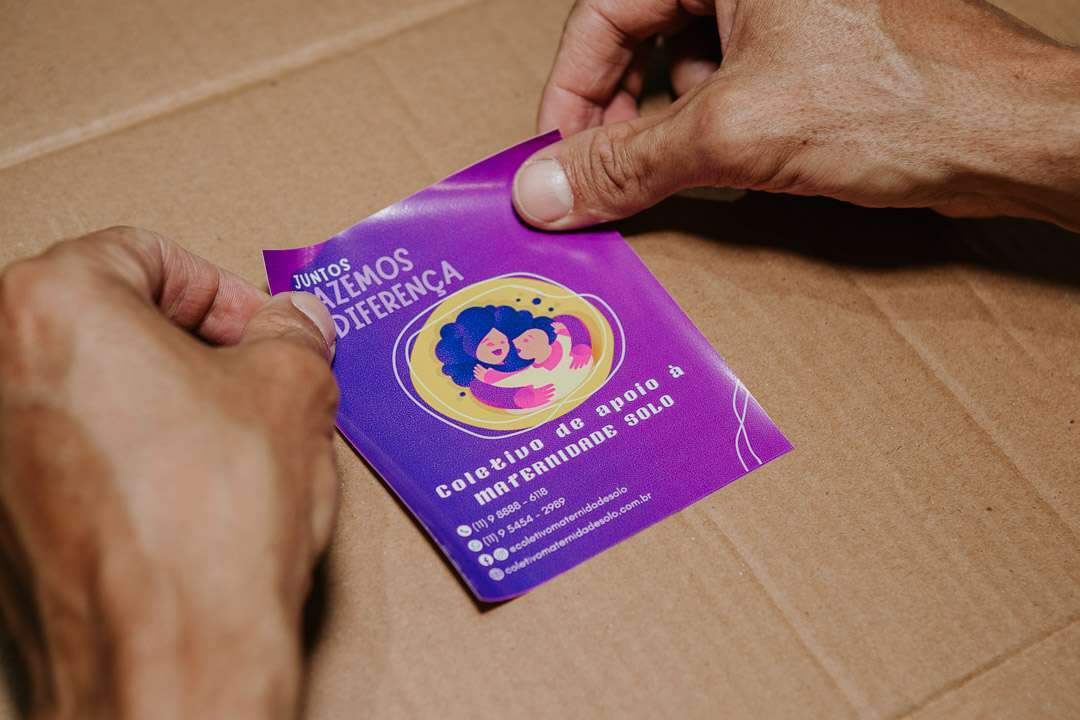 JUNTOS
AZEMOS
DIFERENÇA
Coletivo de apoio à
MATERNIDADE SOLO
(11) 9 8888 - 6118
(11) 9 5454 - 2989
@coletivomaternidadesolo
coletivomaternidadesolo.com.br